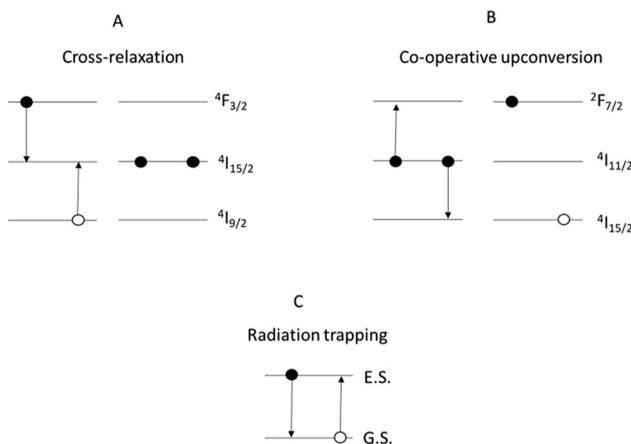 A
Cross-relaxation
⁴F₃/₂
⁴I₁₅/₂
⁴I₉/₂
B
Co-operative upconversion
²F₇/₂
⁴I₁₁/₂
⁴I₁₅/₂
C
Radiation trapping
E.S.
G.S.